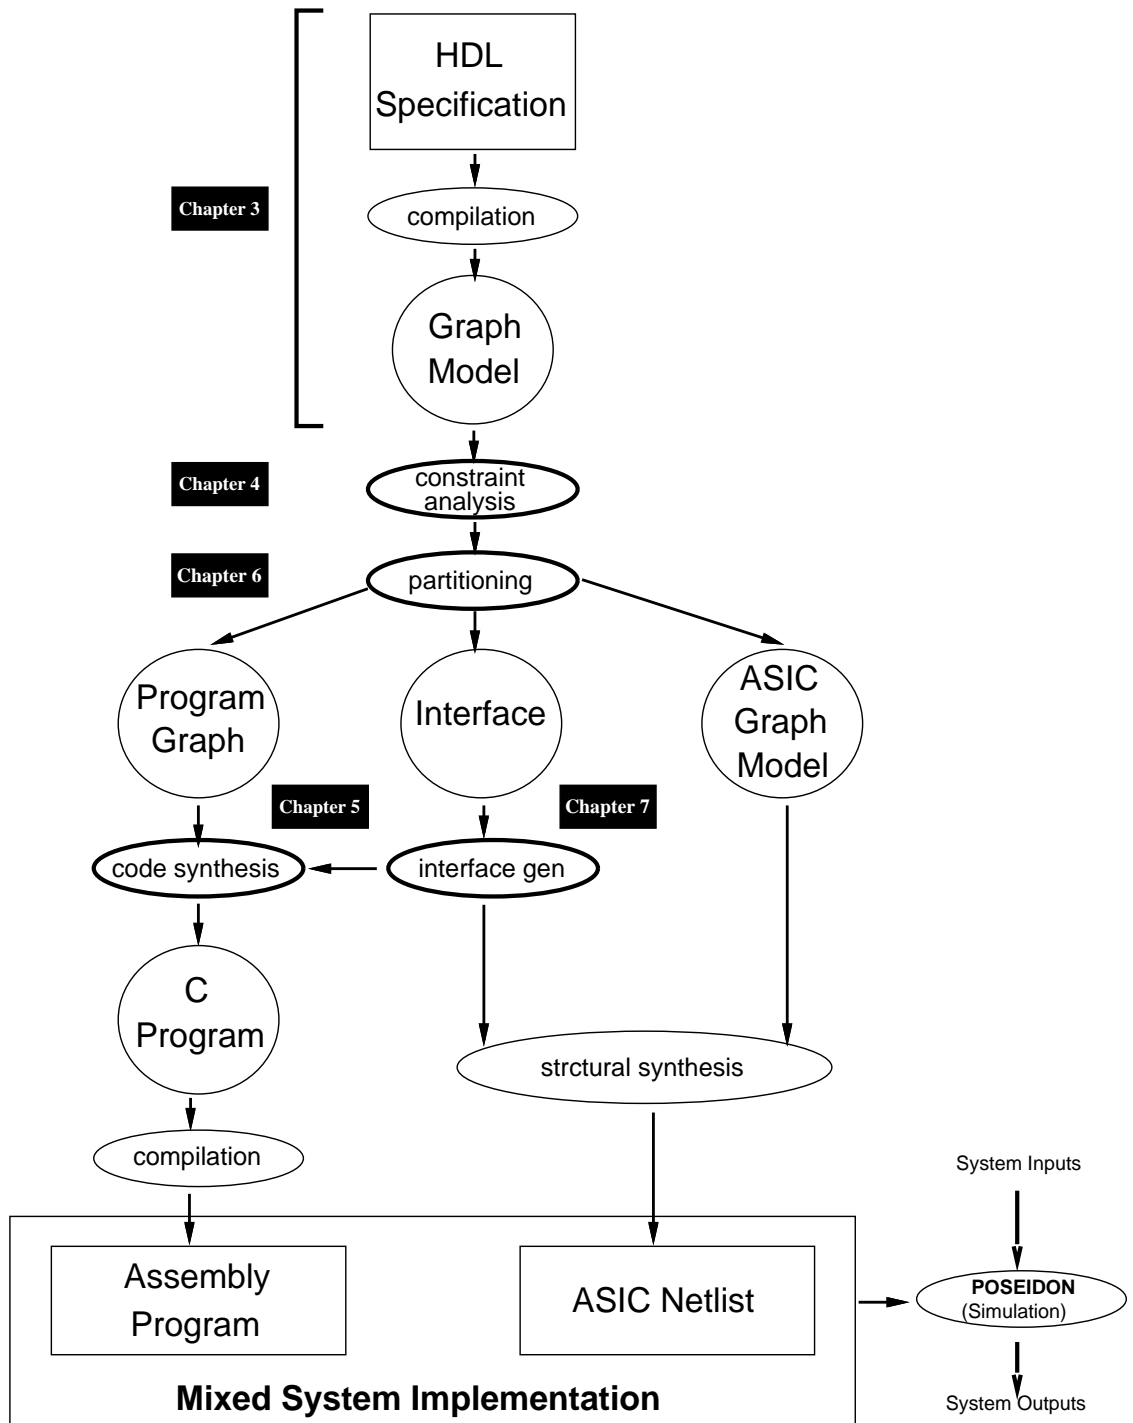 HDL
Specification
Chapter 3
compilation
Graph
Model
Chapter 4
constraint
analysis
Chapter 6
partitioning
Program
Graph
Interface
ASIC
Graph
Model
Chapter 5
Chapter 7
code synthesis
interface gen
C
Program
strctural synthesis
compilation
System Inputs
Assembly
Program
ASIC Netlist
POSEIDON
(Simulation)
Mixed System Implementation
System Outputs